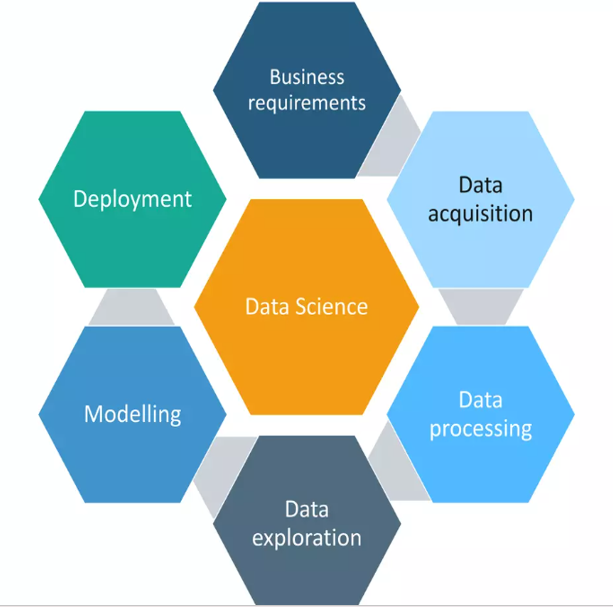 Business
requirements
Data
acquisition
Deployment
Data Science
Data
processing
Modelling
Data
exploration